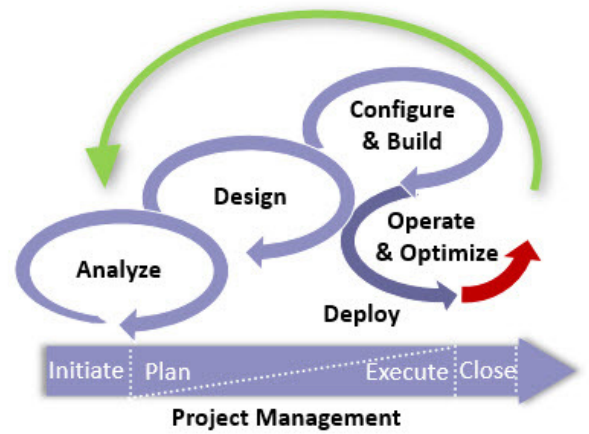 Configure
& Build
Design
Operate
& Optimize
Analyze
Deploy
Initiate Plan Execute Close
Project Management